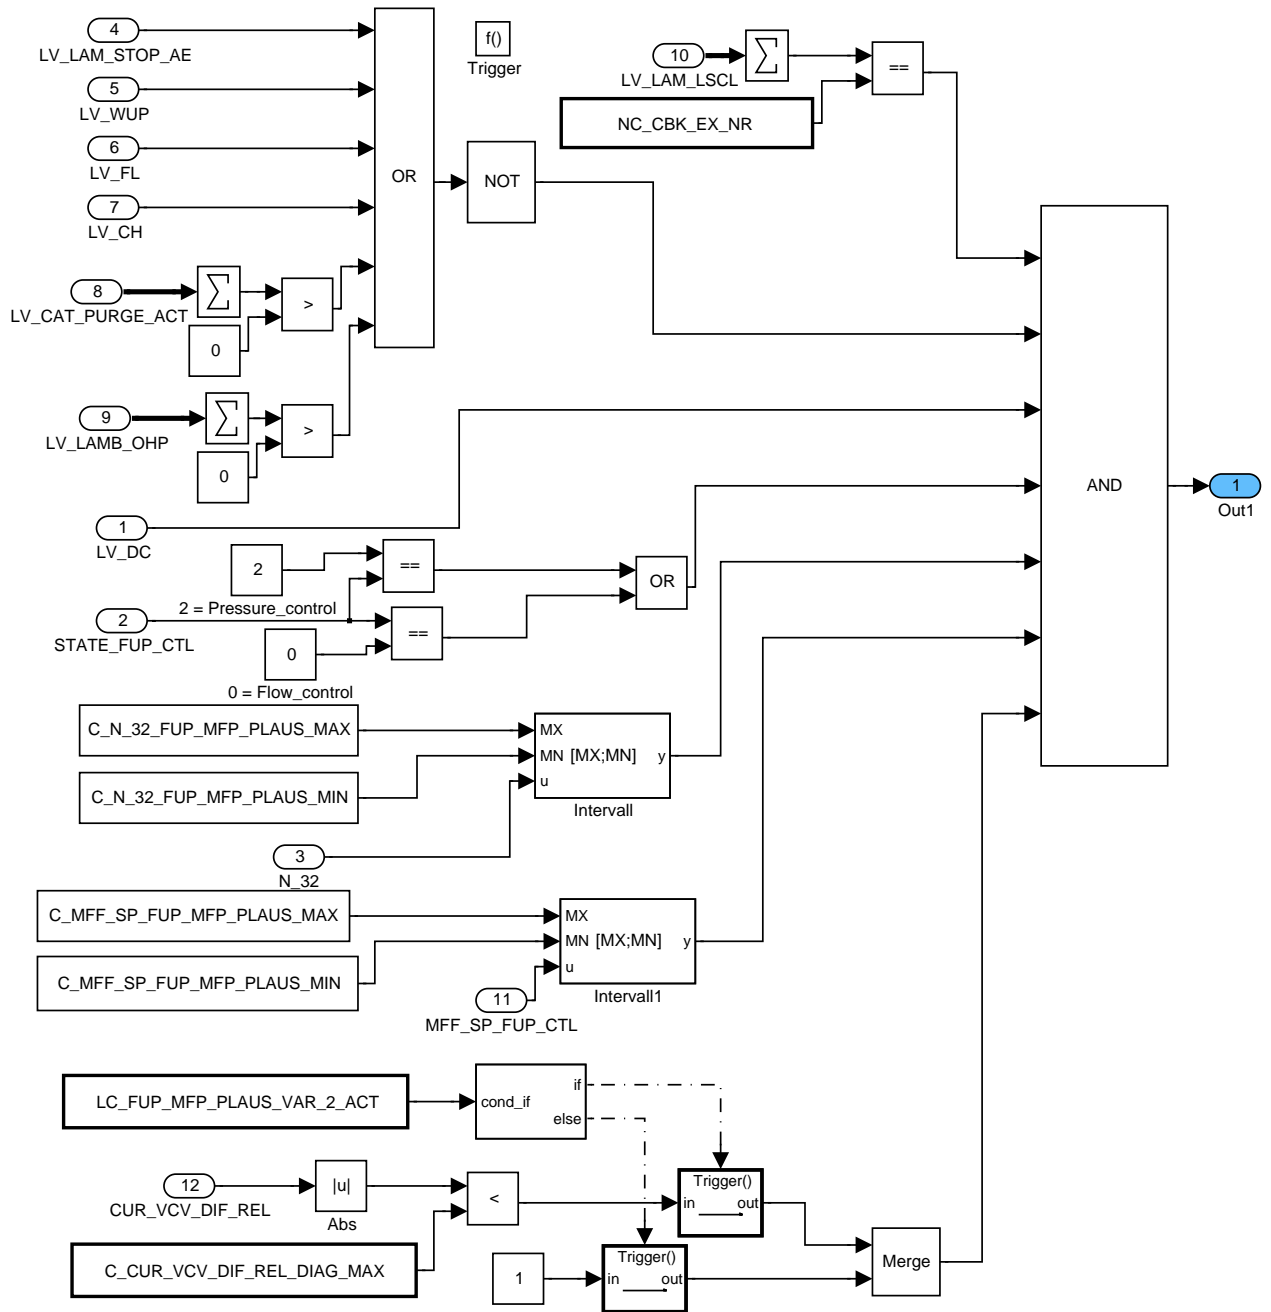 4
LV_LAM_STOP_AE
5
LV_WUP
6
LV_FL
7
LV_CH
8
LV_CAT_PURGE_ACT
Σ
>
0
9
LV_LAMB_OHP
Σ
>
0
OR
NOT
f()
Trigger
10
LV_LAM_LSCL
Σ
==
NC_CBK_EX_NR
1
LV_DC
2
==
2 = Pressure_control
2
STATE_FUP_CTL
==
0
0 = Flow_control
OR
AND
1
Out1
C_N_32_FUP_MFP_PLAUS_MAX
C_N_32_FUP_MFP_PLAUS_MIN
MX
MN [MX;MN] y
u
Intervall
3
N_32
C_MFF_SP_FUP_MFP_PLAUS_MAX
C_MFF_SP_FUP_MFP_PLAUS_MIN
MX
MN [MX;MN] y
u
Intervall1
11
MFF_SP_FUP_CTL
LC_FUP_MFP_PLAUS_VAR_2_ACT
if
cond_if
else
12
CUR_VCV_DIF_REL
|u|
Abs
<
Trigger()
in out
C_CUR_VCV_DIF_REL_DIAG_MAX
1
Trigger()
in out
Merge